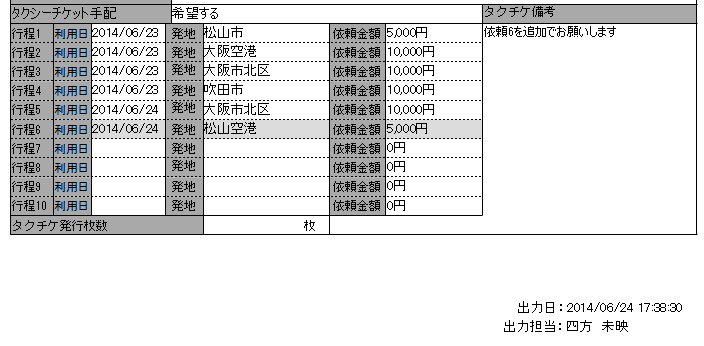 タクシーチケット手配 希望する タクチケ備考
行程1 利用日 2014/06/23 発地 松山市 依頼金額 5,000円 依頼6を追加でお願いします
行程2 利用日 2014/06/23 発地 大阪空港 依頼金額 10,000円
行程3 利用日 2014/06/23 発地 大阪市北区 依頼金額 10,000円
行程4 利用日 2014/06/23 発地 吹田市 依頼金額 10,000円
行程5 利用日 2014/06/24 発地 大阪市北区 依頼金額 10,000円
行程6 利用日 2014/06/24 発地 松山空港 依頼金額 5,000円
行程7 利用日 発地 依頼金額 0円
行程8 利用日 発地 依頼金額 0円
行程9 利用日 発地 依頼金額 0円
行程10 利用日 発地 依頼金額 0円
タクチケ発行枚数 枚
出力日:2014/06/24 17:38:30
出力担当:四方 未映